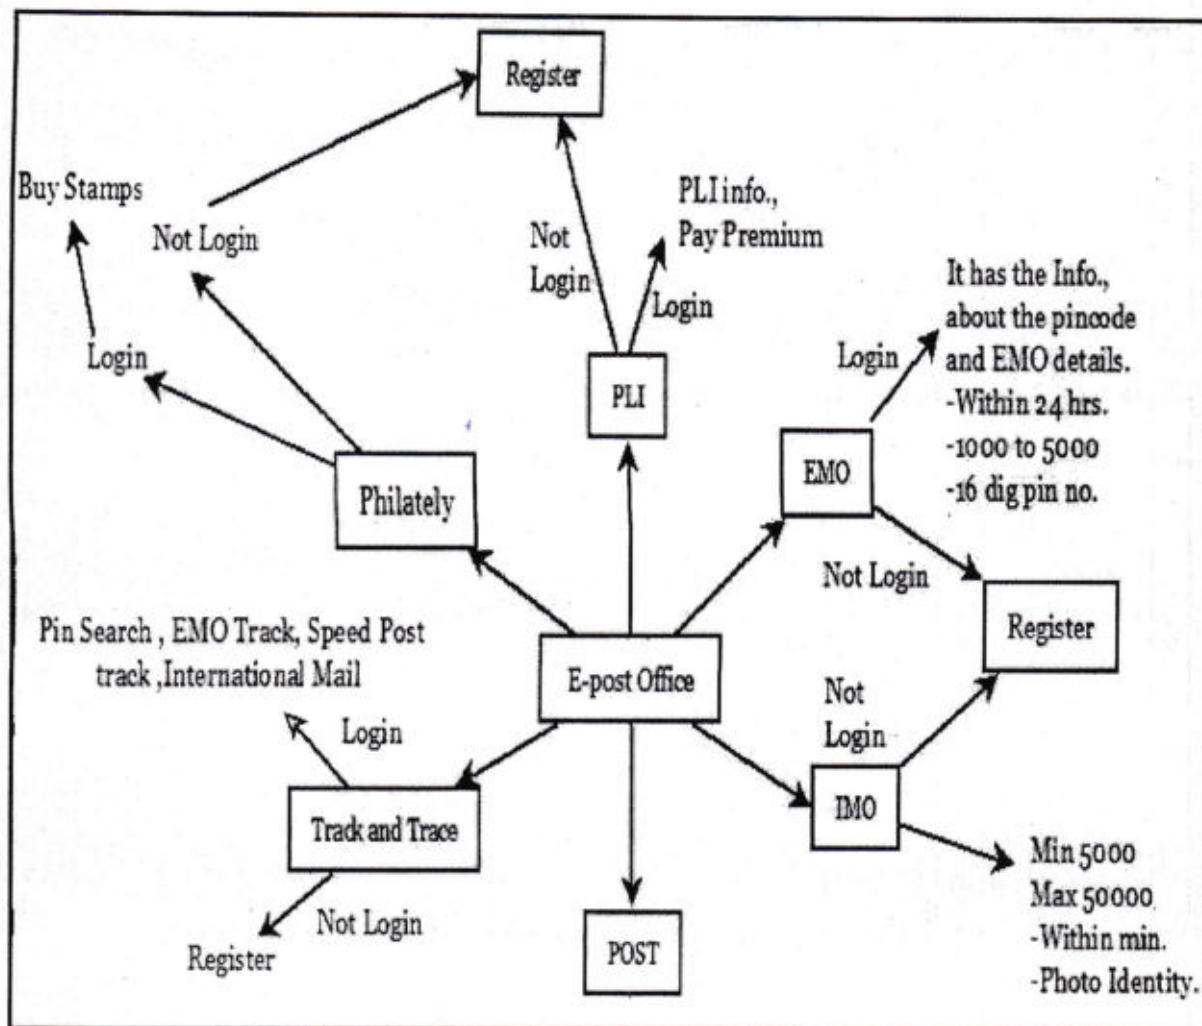 Register
Buy Stamps
Not Login
PLI info.,
Pay Premium
Not
Login
Login
Login
PLI
It has the Info.,
about the pincode
and EMO details.
-Within 24 hrs.
-1000 to 5000
-16 dig pin no.
Login
EMO
Philately
Not Login
Register
Pin Search , EMO Track, Speed Post
track ,International Mail
E-post Office
Login
Not
Login
Track and Trace
IMO
Min 5000
Max 50000
-Within min.
-Photo Identity.
Not Login
Register
POST